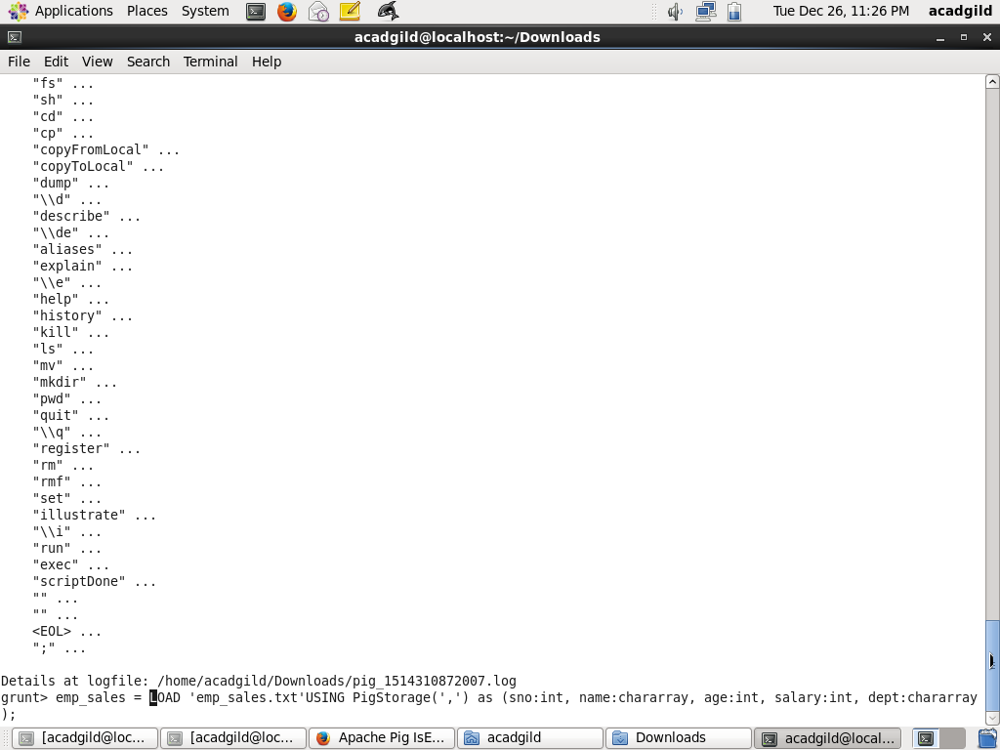 Applications Places System Tue Dec 26, 11:26 PM acadgild
acadgild@localhost:~/Downloads
File Edit View Search Terminal Help
"fs" ...
"sh" ...
"cd" ...
"cp" ...
"copyFromLocal" ...
"copyToLocal" ...
"dump" ...
"\\d" ...
"describe" ...
"\\de" ...
"aliases" ...
"explain" ...
"\\e" ...
"help" ...
"history" ...
"kill" ...
"ls" ...
"mv" ...
"mkdir" ...
"pwd" ...
"quit" ...
"\\q" ...
"register" ...
"rm" ...
"rmf" ...
"set" ...
"illustrate" ...
"\\i" ...
"run" ...
"exec" ...
"scriptDone" ...
"" ...
"" ...
<EOL> ...
";" ...
Details at logfile: /home/acadgild/Downloads/pig_1514310872007.log
grunt> emp_sales = LOAD 'emp_sales.txt'USING PigStorage(',') as (sno:int, name:chararray, age:int, salary:int, dept:chararray
);
[acadgild@loc... [acadgild@loc... Apache Pig IsE... acadgild Downloads acadgild@local...